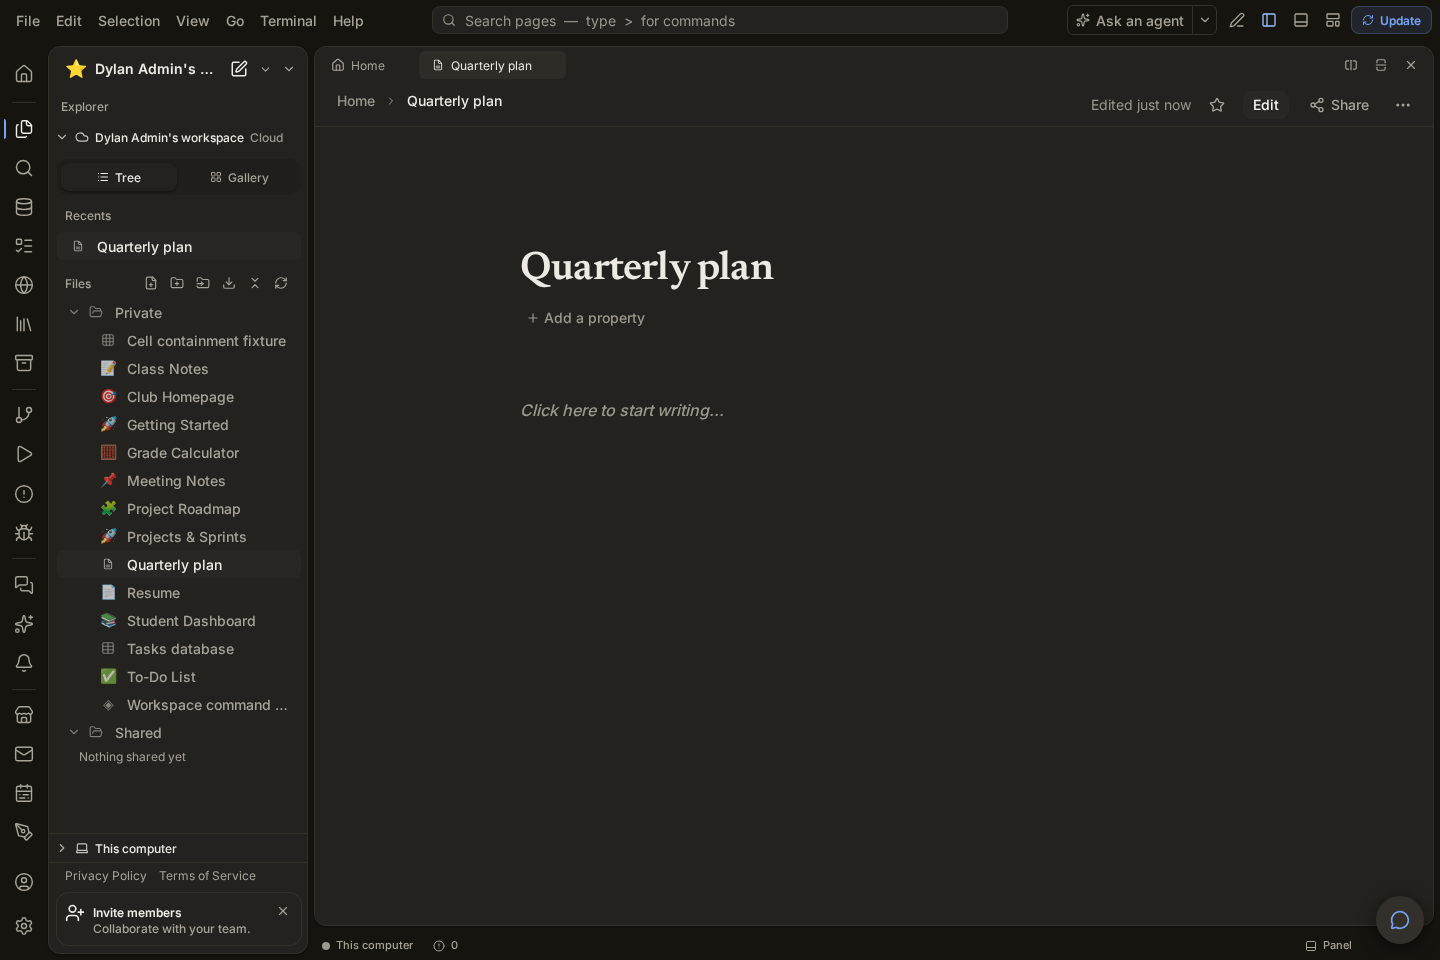 File Edit Selection View Go Terminal Help
Search pages — type > for commands
Ask an agent
Update
Dylan Admin's ...
Explorer
Dylan Admin's workspace Cloud
Tree
Gallery
Recents
Quarterly plan
Files
Private
Cell containment fixture
Class Notes
Club Homepage
Getting Started
Grade Calculator
Meeting Notes
Project Roadmap
Projects & Sprints
Quarterly plan
Resume
Student Dashboard
Tasks database
To-Do List
Workspace command ...
Shared
Nothing shared yet
This computer
Privacy Policy Terms of Service
Invite members
Collaborate with your team.
Home
Quarterly plan
Home > Quarterly plan
Edited just now
Edit
Share
Quarterly plan
+ Add a property
Click here to start writing...
This computer
0
Panel